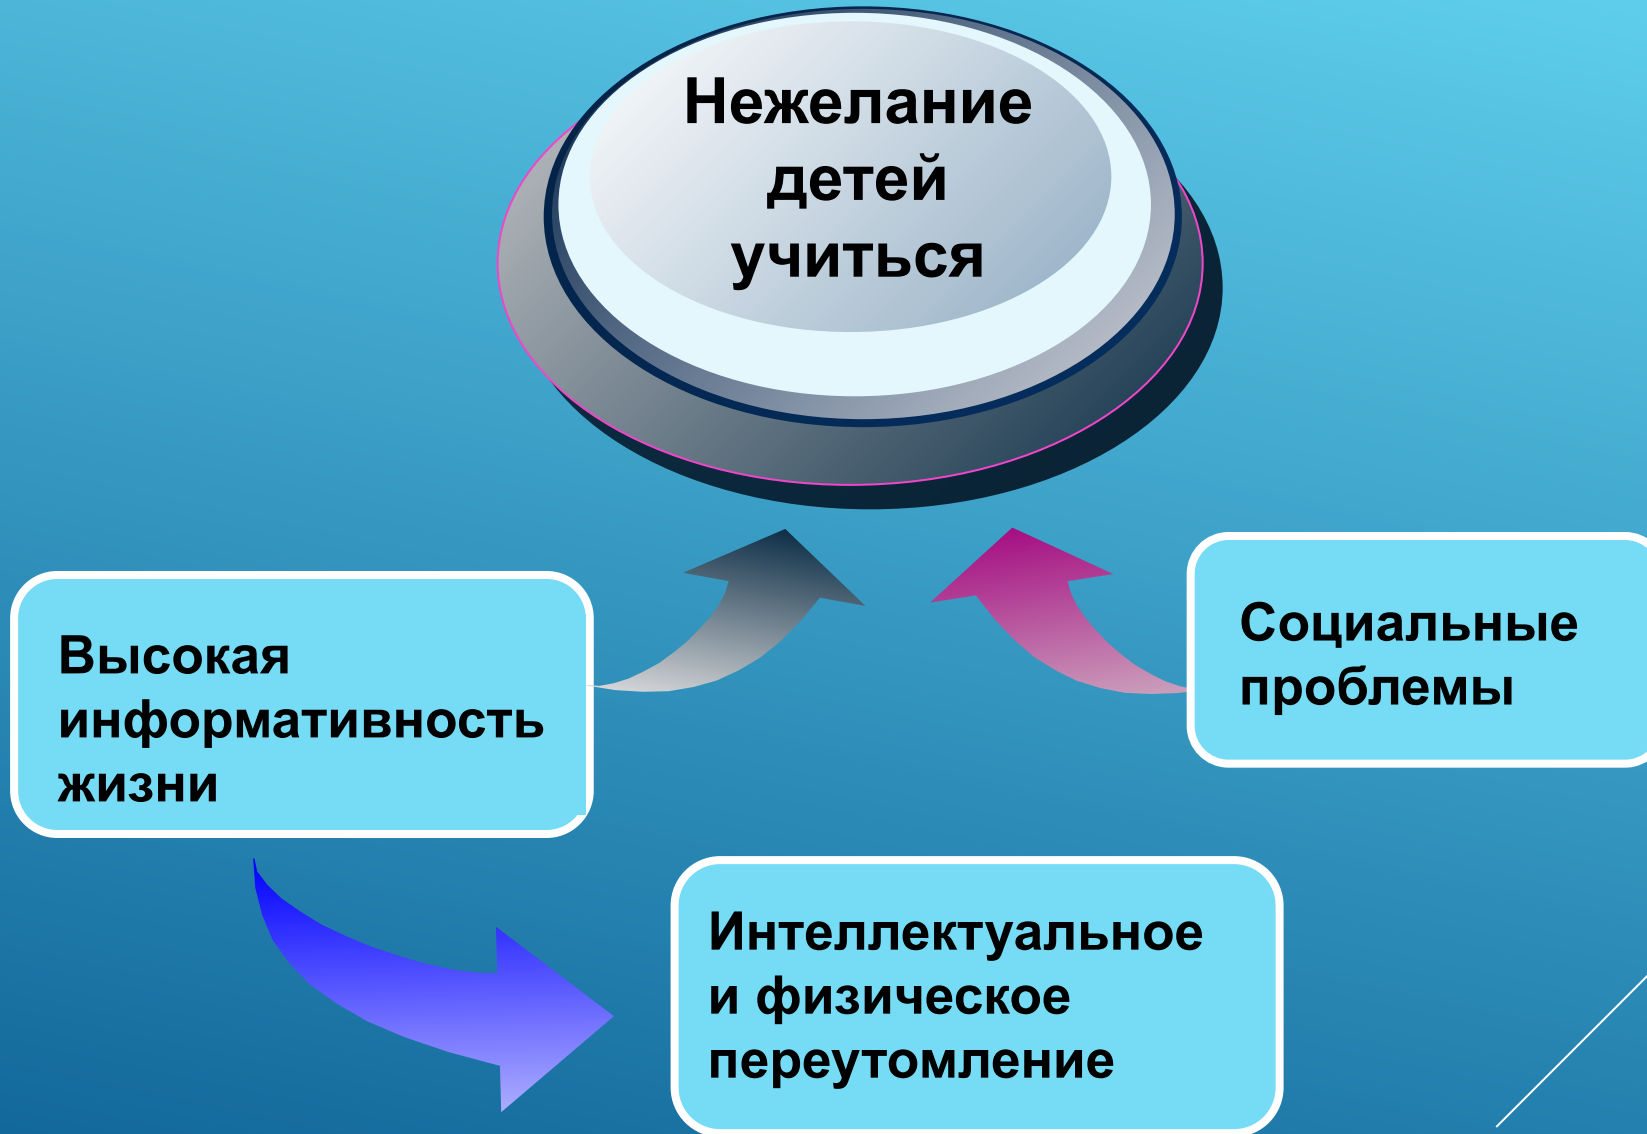 Нежелание
детей
учиться
Высокая
информативность
жизни
Социальные
проблемы
Интеллектуальное
и физическое
переутомление